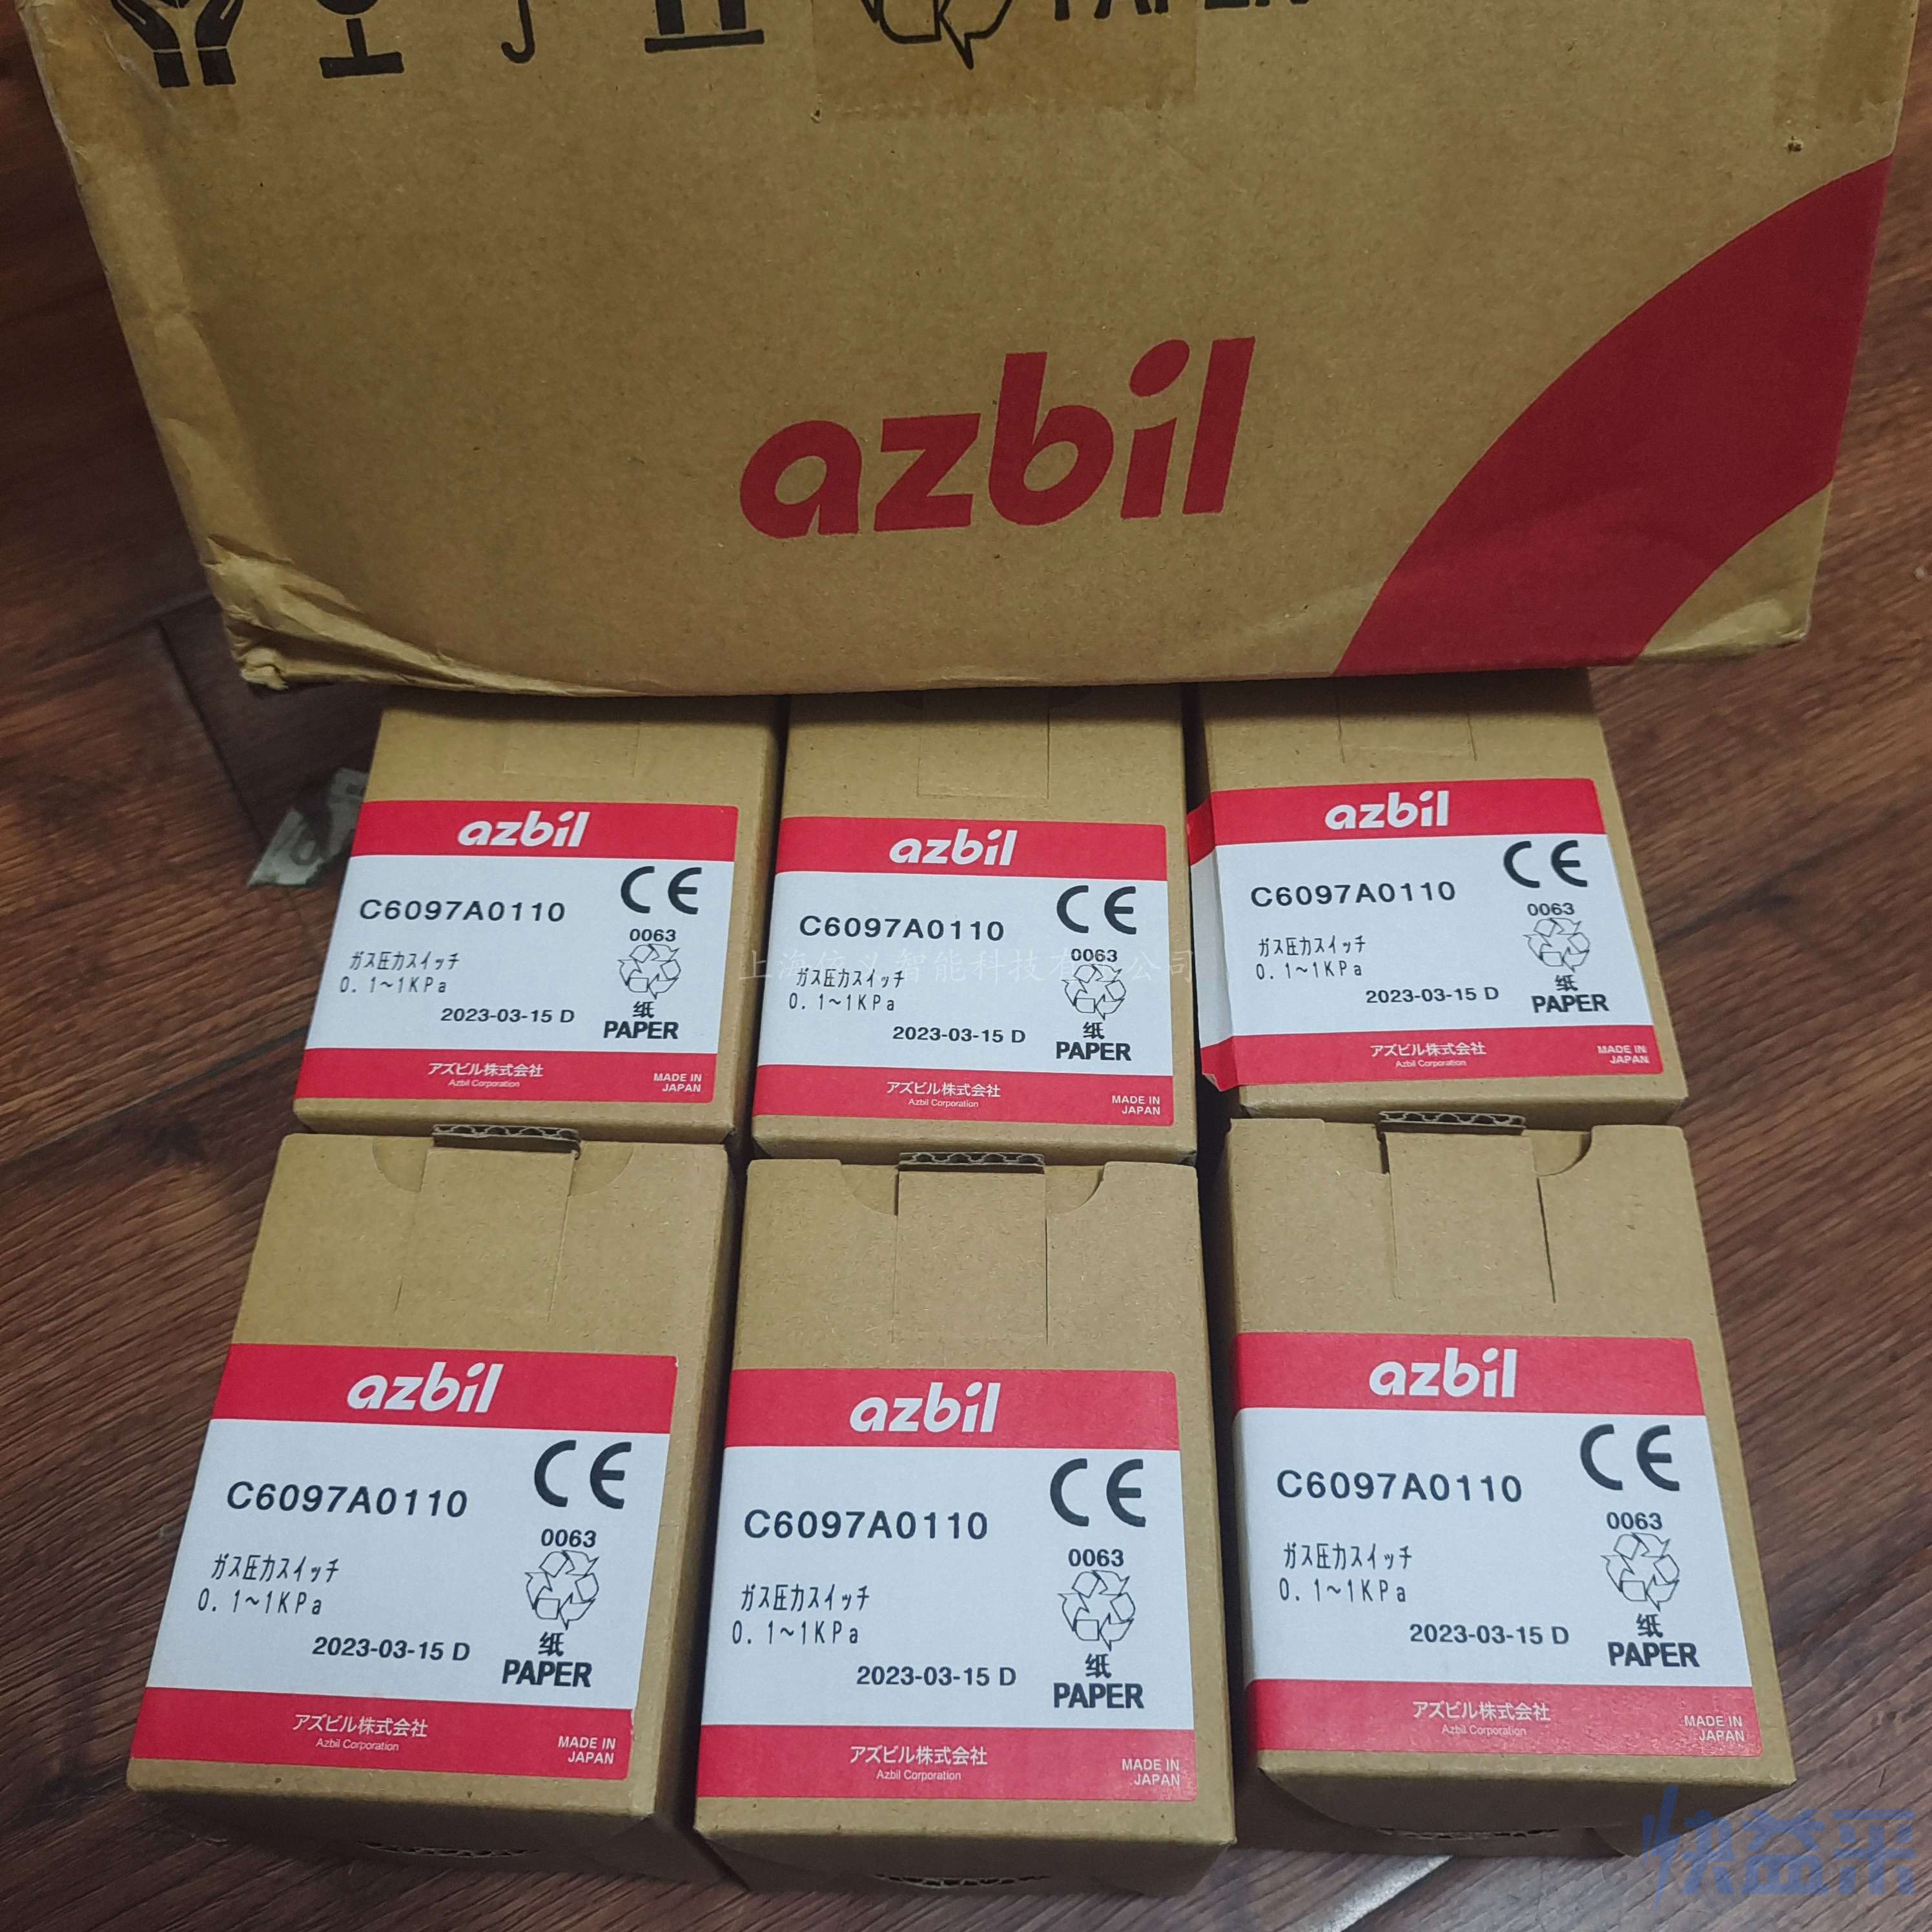 azbil
azbil
C6097A0110
CE
0063
ガス圧力スイッチ
0.1~1KPa
纸
2023-03-15 D
PAPER
アズビル株式会社
Azbil Corporation
MADE IN
JAPAN
azbil
C6097A0110
CE
0063
ガス圧力スイッチ
0.1~1KPa
纸
2023-03-15 D
PAPER
アズビル株式会社
Azbil Corporation
MADE IN
JAPAN
azbil
C6097A0110
CE
0063
ガス圧力スイッチ
0.1~1KPa
纸
2023-03-15 D
PAPER
アズビル株式会社
Azbil Corporation
MADE IN
JAPAN
azbil
C6097A0110
CE
0063
ガス圧力スイッチ
0.1~1KPa
纸
2023-03-15 D
PAPER
アズビル株式会社
Azbil Corporation
MADE IN
JAPAN
azbil
C6097A0110
CE
0063
ガス圧力スイッチ
0.1~1KPa
纸
2023-03-15 D
PAPER
アズビル株式会社
Azbil Corporation
MADE IN
JAPAN
azbil
C6097A0110
CE
0063
ガス圧力スイッチ
0.1~1KPa
纸
2023-03-15 D
PAPER
アズビル株式会社
Azbil Corporation
MADE IN
JAPAN
快益采